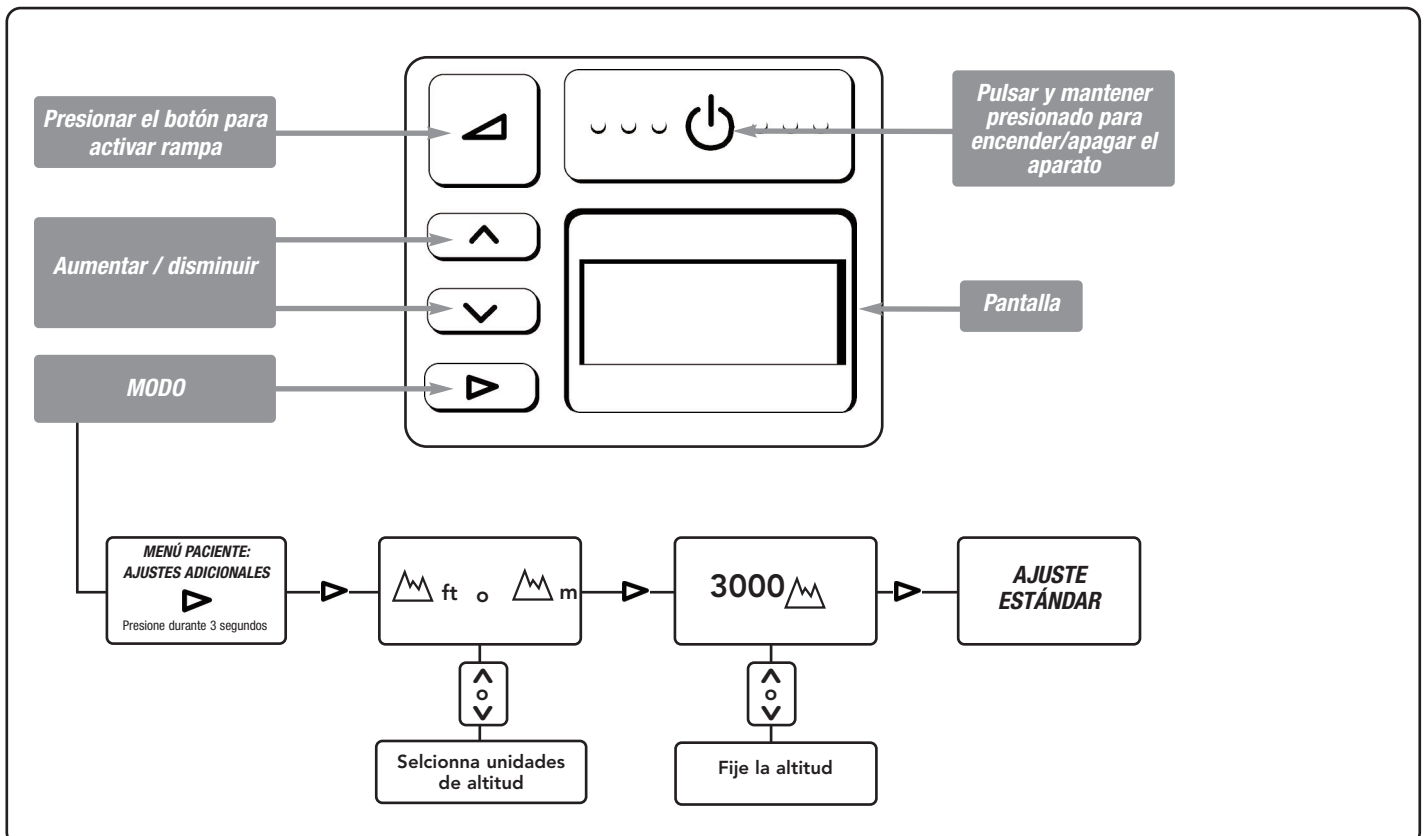 Presionar el botón para
activar rampa
Pulsar y mantener
presionado para
encender/apagar el
aparato
Aumentar / disminuir
Pantalla
MODO
MENÚ PACIENTE:
AJUSTES ADICIONALES
Presione durante 3 segundos
ft o m
3000
AJUSTE
ESTÁNDAR
o
o
Selcionna unidades
de altitud
Fije la altitud